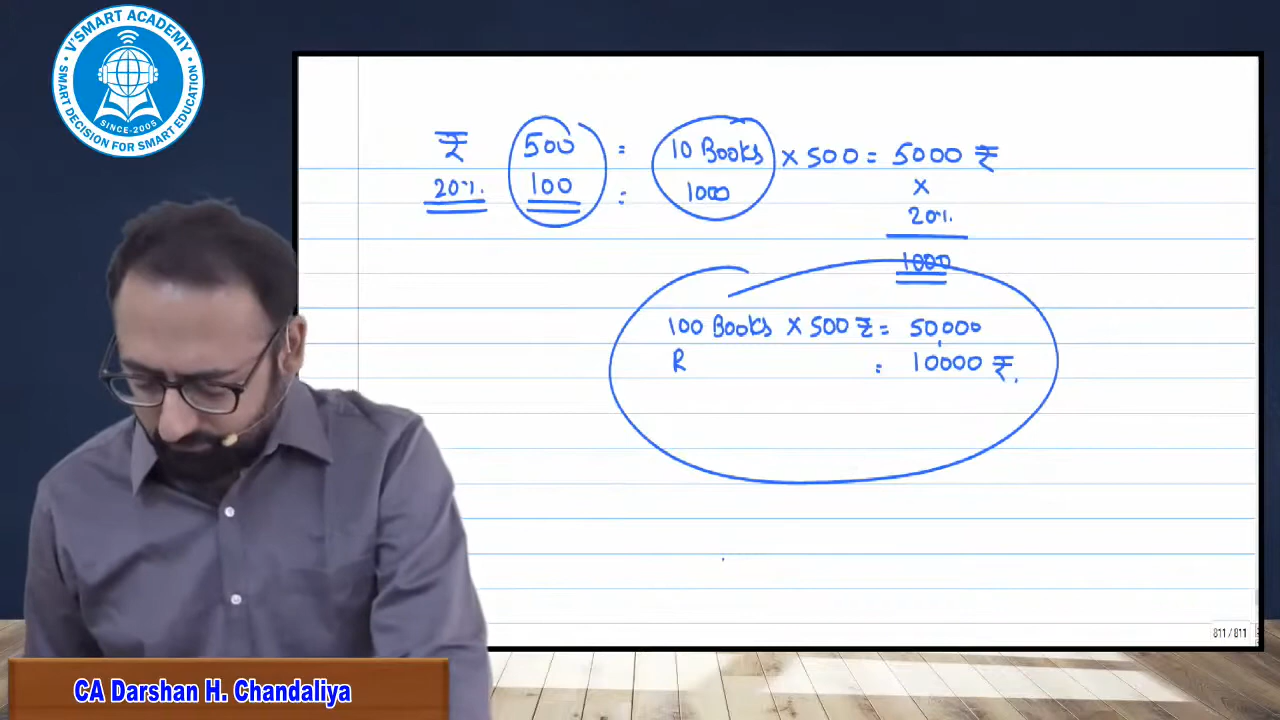 V'SMART ACADEMY
SMART DECISION FOR SMART EDUCATION
SINCE-2005
₹ 500 : 10 Books × 500 = 5000 ₹
20%. 100 : 1000 ×
20%.
1000
100 Books × 500 ₹ = 50000
R = 10000 ₹.
811 / 811
CA Darshan H. Chandaliya